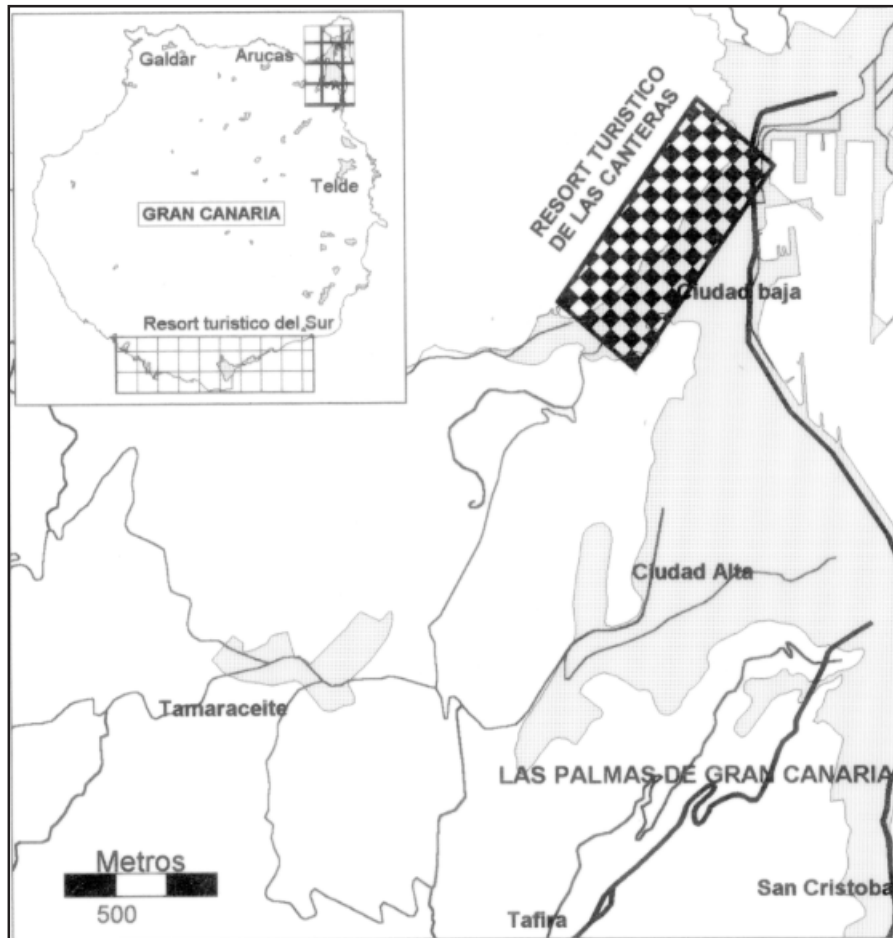 Galdar
Arucas
Telde
GRAN CANARIA
Resort turistico del Sur
RESORT TURISTICO
DE LAS CANTERAS
Ciudad baja
Ciudad Alta
Tamaraceite
LAS PALMAS DE GRAN CANARIA
Metros
500
San Cristoba
Tafira